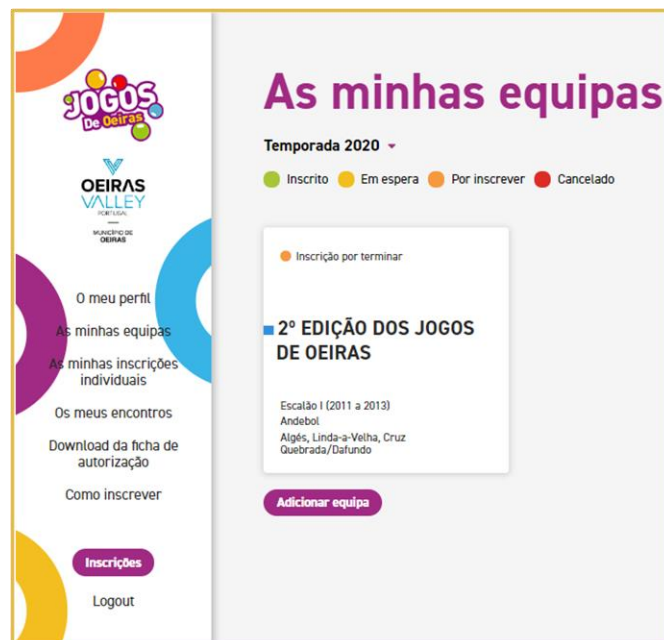 JOGOS
De Oeiras
OEIRAS
VALLEY
PORTUGAL
MUNICÍPIO DE
OEIRAS
O meu perfil
As minhas equipas
As minhas inscrições
individuais
Os meus encontros
Download da ficha de
autorização
Como inscrever
Inscrições
Logout
As minhas equipas
Temporada 2020
Inscrito Em espera Por inscrever Cancelado
Inscrição por terminar
2º EDIÇÃO DOS JOGOS
DE OEIRAS
Escalão I (2011 a 2013)
Andebol
Algés, Linda-a-Velha, Cruz
Quebrada/Dafundo
Adicionar equipa